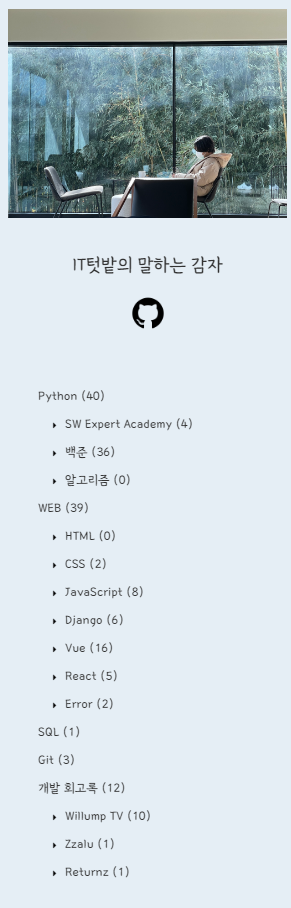 IT텃밭의 말하는 감자
Python (40)
SW Expert Academy (4)
백준 (36)
알고리즘 (0)
WEB (39)
HTML (0)
CSS (2)
JavaScript (8)
Django (6)
Vue (16)
React (5)
Error (2)
SQL (1)
Git (3)
개발 회고록 (12)
Willump TV (10)
Zzalu (1)
Returnz (1)